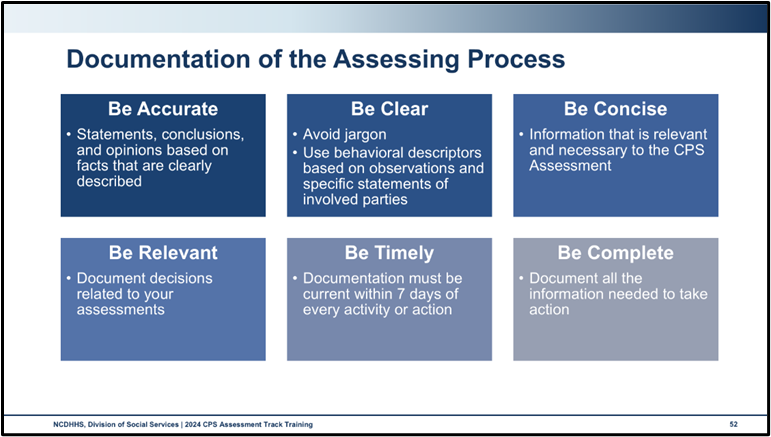 Documentation of the Assessing Process
Be Accurate
• Statements, conclusions,
and opinions based on
facts that are clearly
described
Be Clear
• Avoid jargon
• Use behavioral descriptors
based on observations and
specific statements of
involved parties
Be Concise
• Information that is relevant
and necessary to the CPS
Assessment
Be Relevant
• Document decisions
related to your
assessments
Be Timely
• Documentation must be
current within 7 days of
every activity or action
Be Complete
• Document all the
information needed to take
action
NCDHHS, Division of Social Services | 2024 CPS Assessment Track Training
52